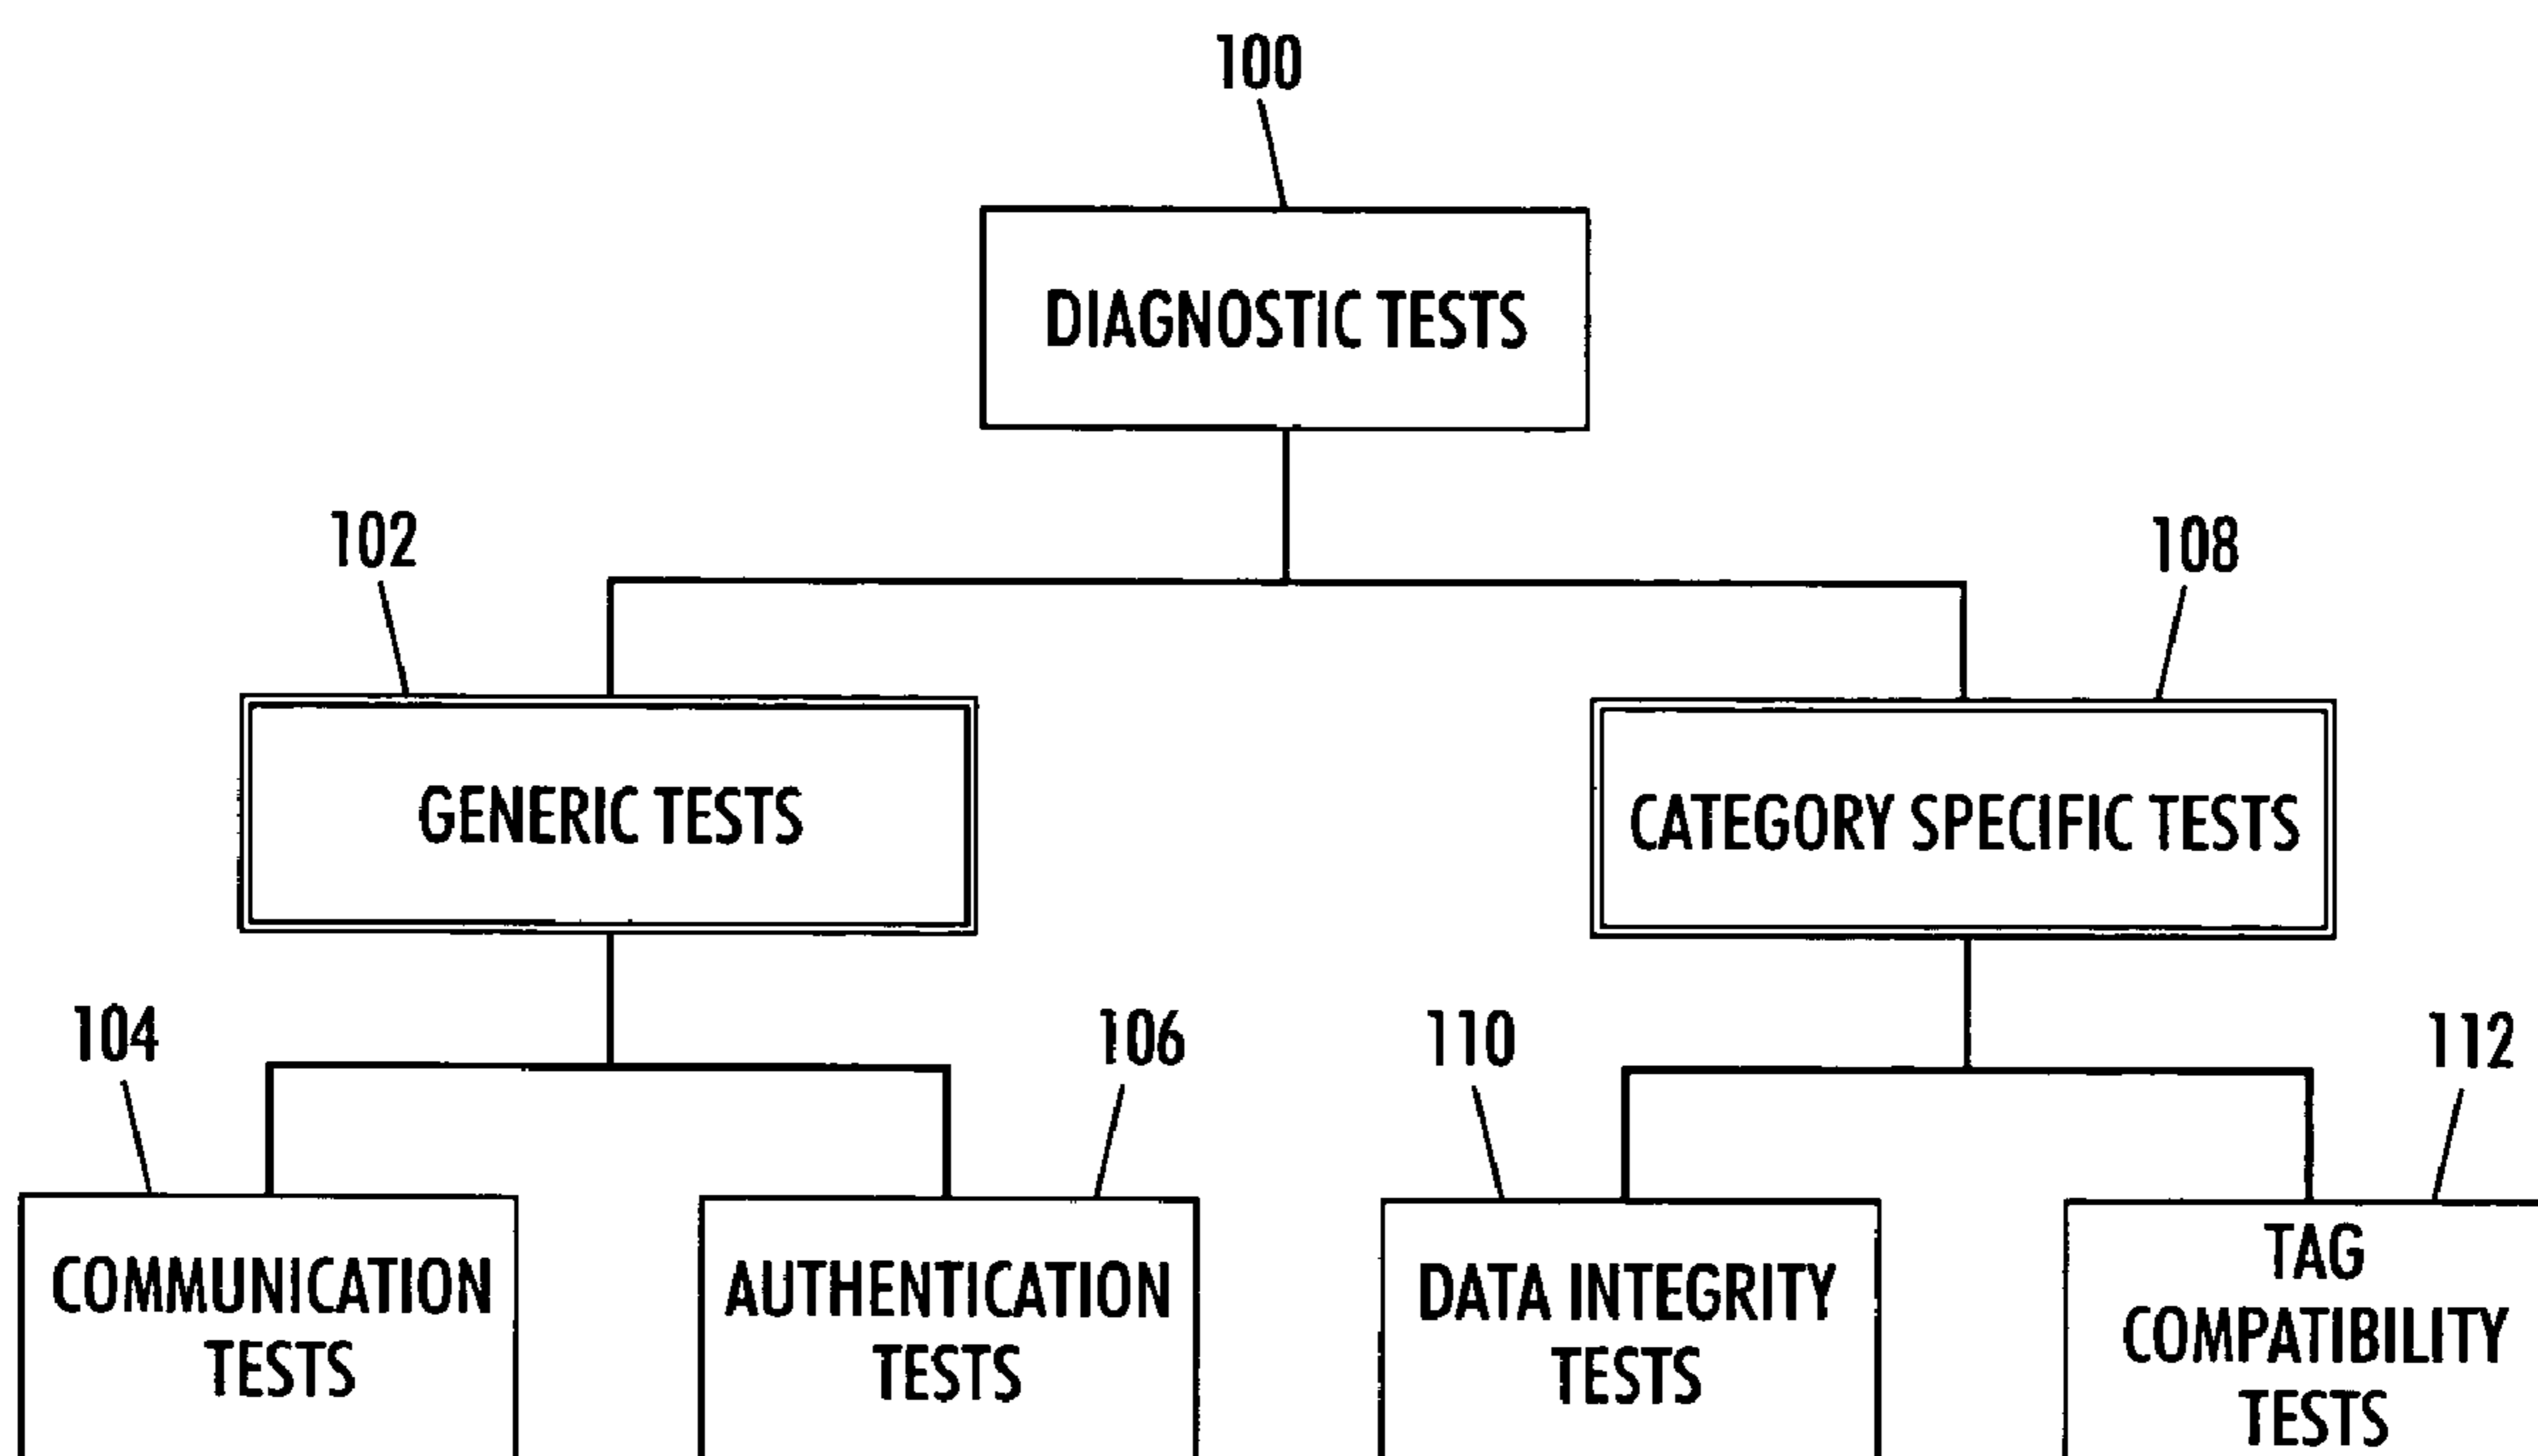 100
DIAGNOSTIC TESTS
102
108
GENERIC TESTS
CATEGORY SPECIFIC TESTS
104
106
110
112
COMMUNICATION
TESTS
AUTHENTICATION
TESTS
DATA INTEGRITY
TESTS
TAG
COMPATIBILITY
TESTS